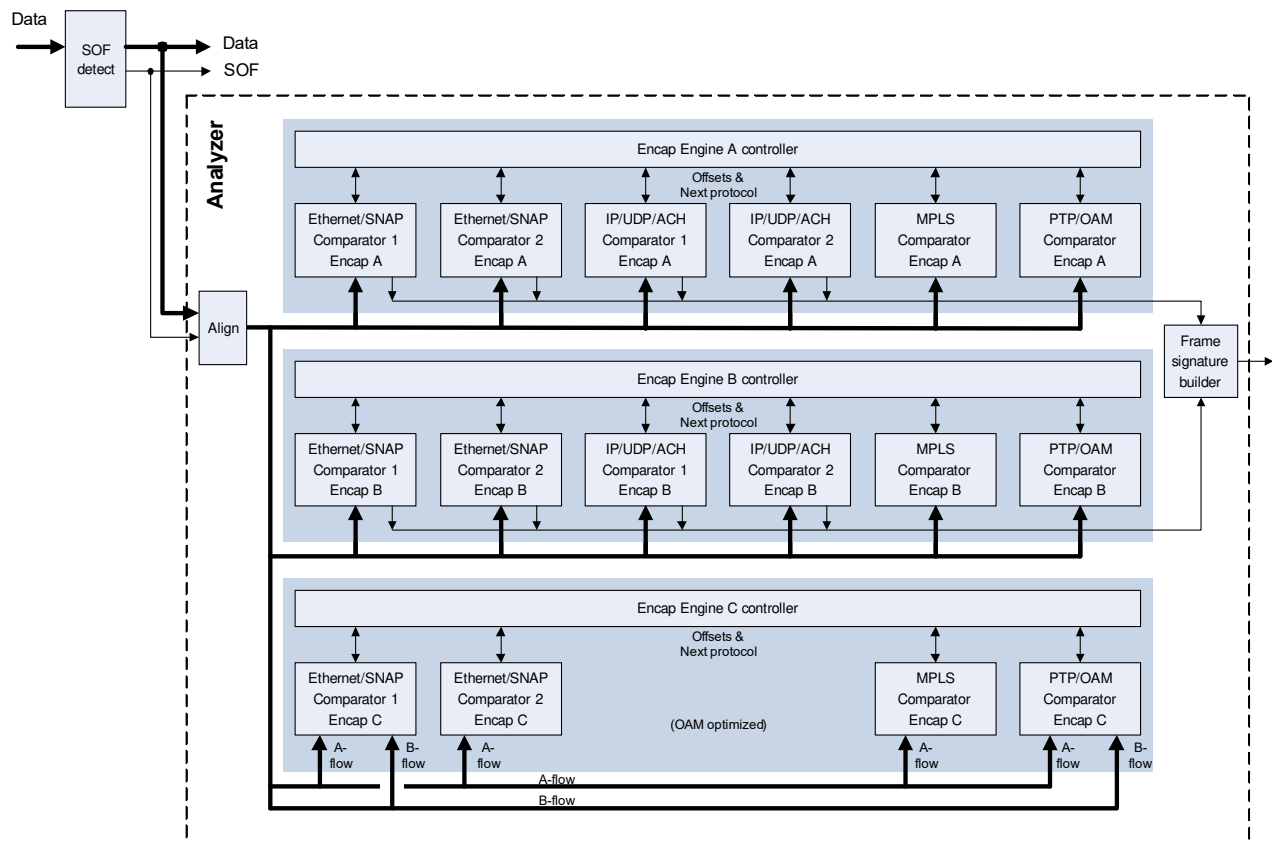 Data
SOF
detect
Data
SOF
Analyzer
Encap Engine A controller
Offsets &
Next protocol
Ethernet/SNAP
Comparator 1
Encap A
Ethernet/SNAP
Comparator 2
Encap A
IP/UDP/ACH
Comparator 1
Encap A
IP/UDP/ACH
Comparator 2
Encap A
MPLS
Comparator
Encap A
PTP/OAM
Comparator
Encap A
Align
Frame
signature
builder
Encap Engine B controller
Offsets &
Next protocol
Ethernet/SNAP
Comparator 1
Encap B
Ethernet/SNAP
Comparator 2
Encap B
IP/UDP/ACH
Comparator 1
Encap B
IP/UDP/ACH
Comparator 2
Encap B
MPLS
Comparator
Encap B
PTP/OAM
Comparator
Encap B
Encap Engine C controller
Offsets &
Next protocol
Ethernet/SNAP
Comparator 1
Encap C
Ethernet/SNAP
Comparator 2
Encap C
(OAM optimized)
MPLS
Comparator
Encap C
PTP/OAM
Comparator
Encap C
A-
flow
B-
flow
A-
flow
A-
flow
A-
flow
B-
flow
A-flow
B-flow